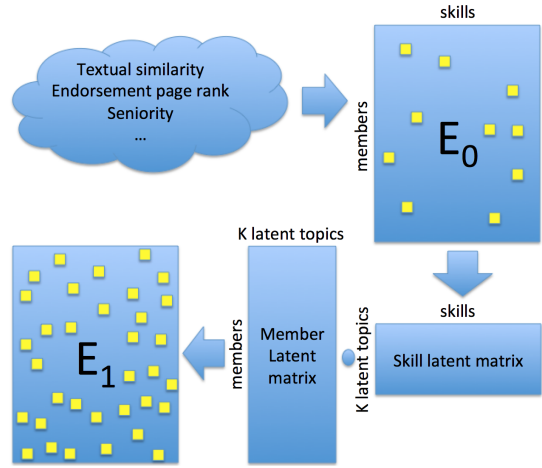 skills
Textual similarity
Endorsement page rank
Seniority
...
members
E0
K latent topics
skills
E1
members
Member
Latent
matrix
K latent topics
Skill latent matrix